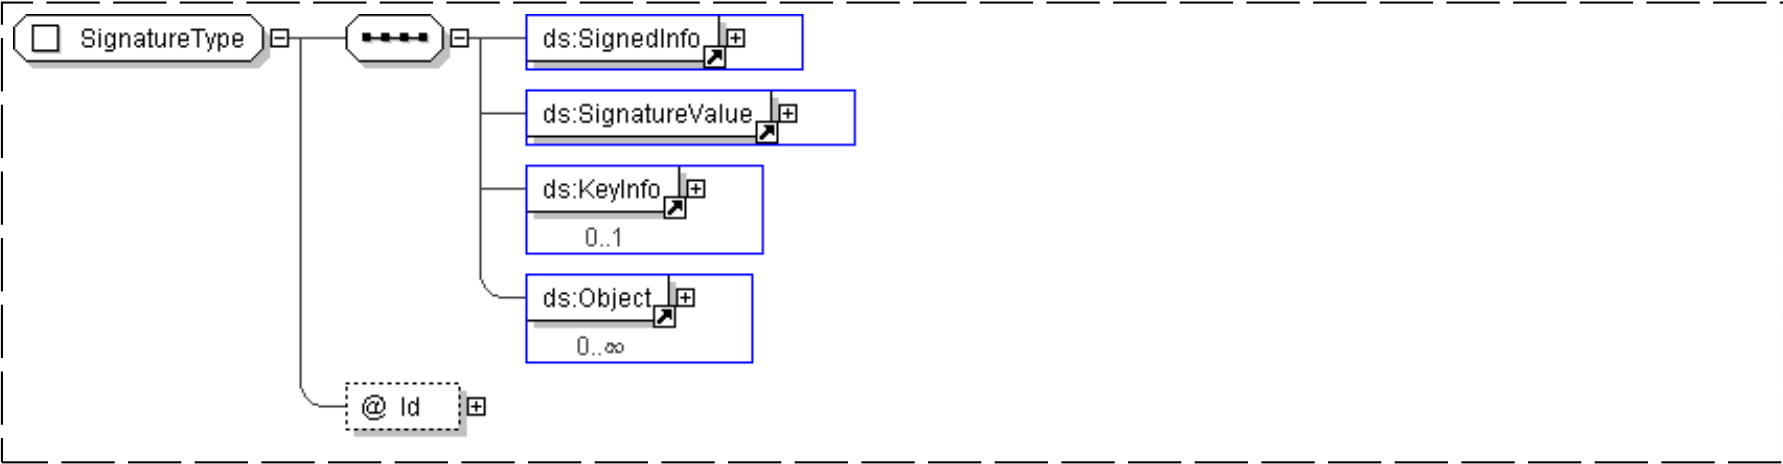 SignatureType
ds:SignedInfo
ds:SignatureValue
ds:KeyInfo
0..1
ds:Object
0..∞
@ Id